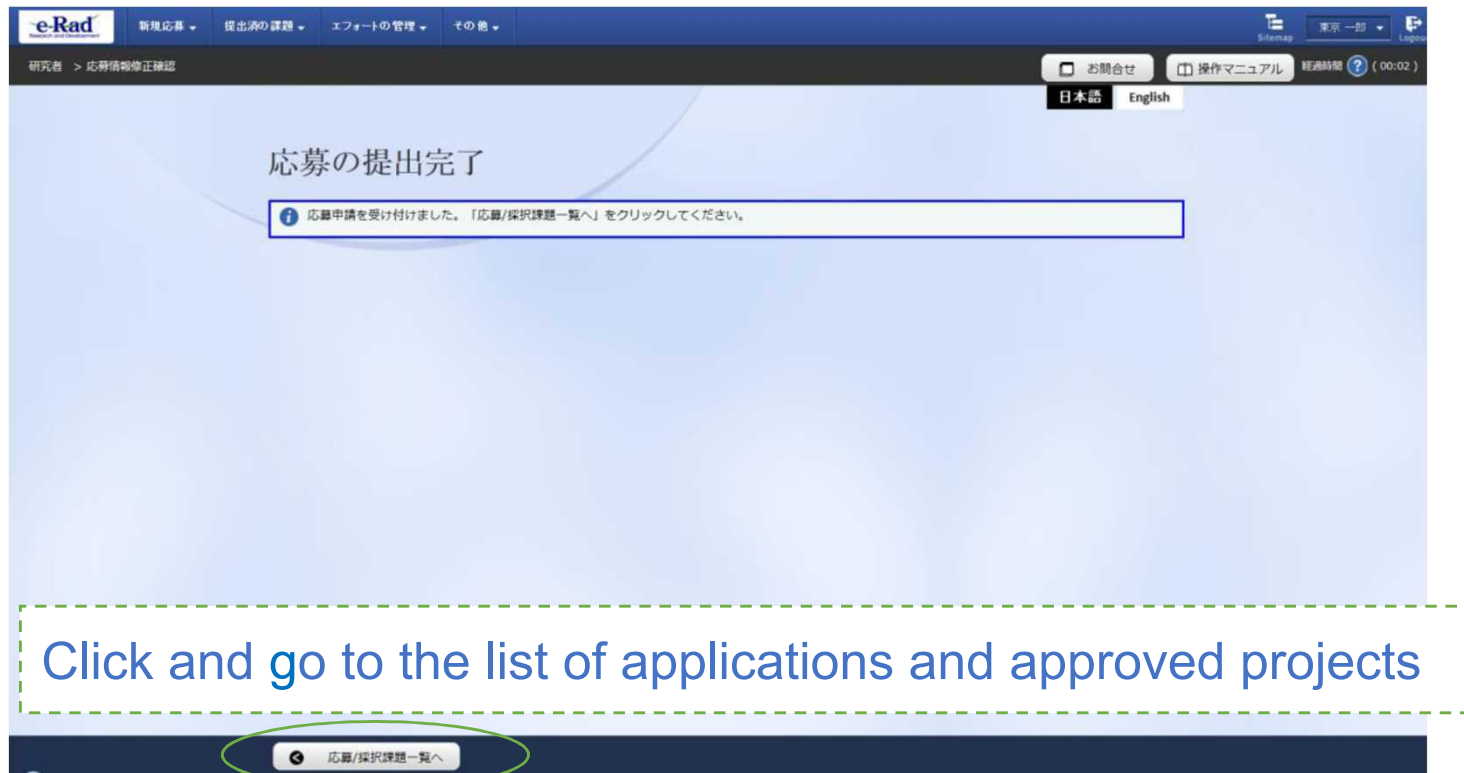 e-Rad 新規応募 提出済の課題 エフォートの管理 その他 Sitemap 東京 一郎 Logou
Research and Development
研究者 > 応募情報修正確認 お問合せ 操作マニュアル 経過時間 ? ( 00:02 )
日本語 English
応募の提出完了
応募申請を受け付けました。「応募/採択課題一覧へ」をクリックしてください。
Click and go to the list of applications and approved projects
応募/採択課題一覧へ